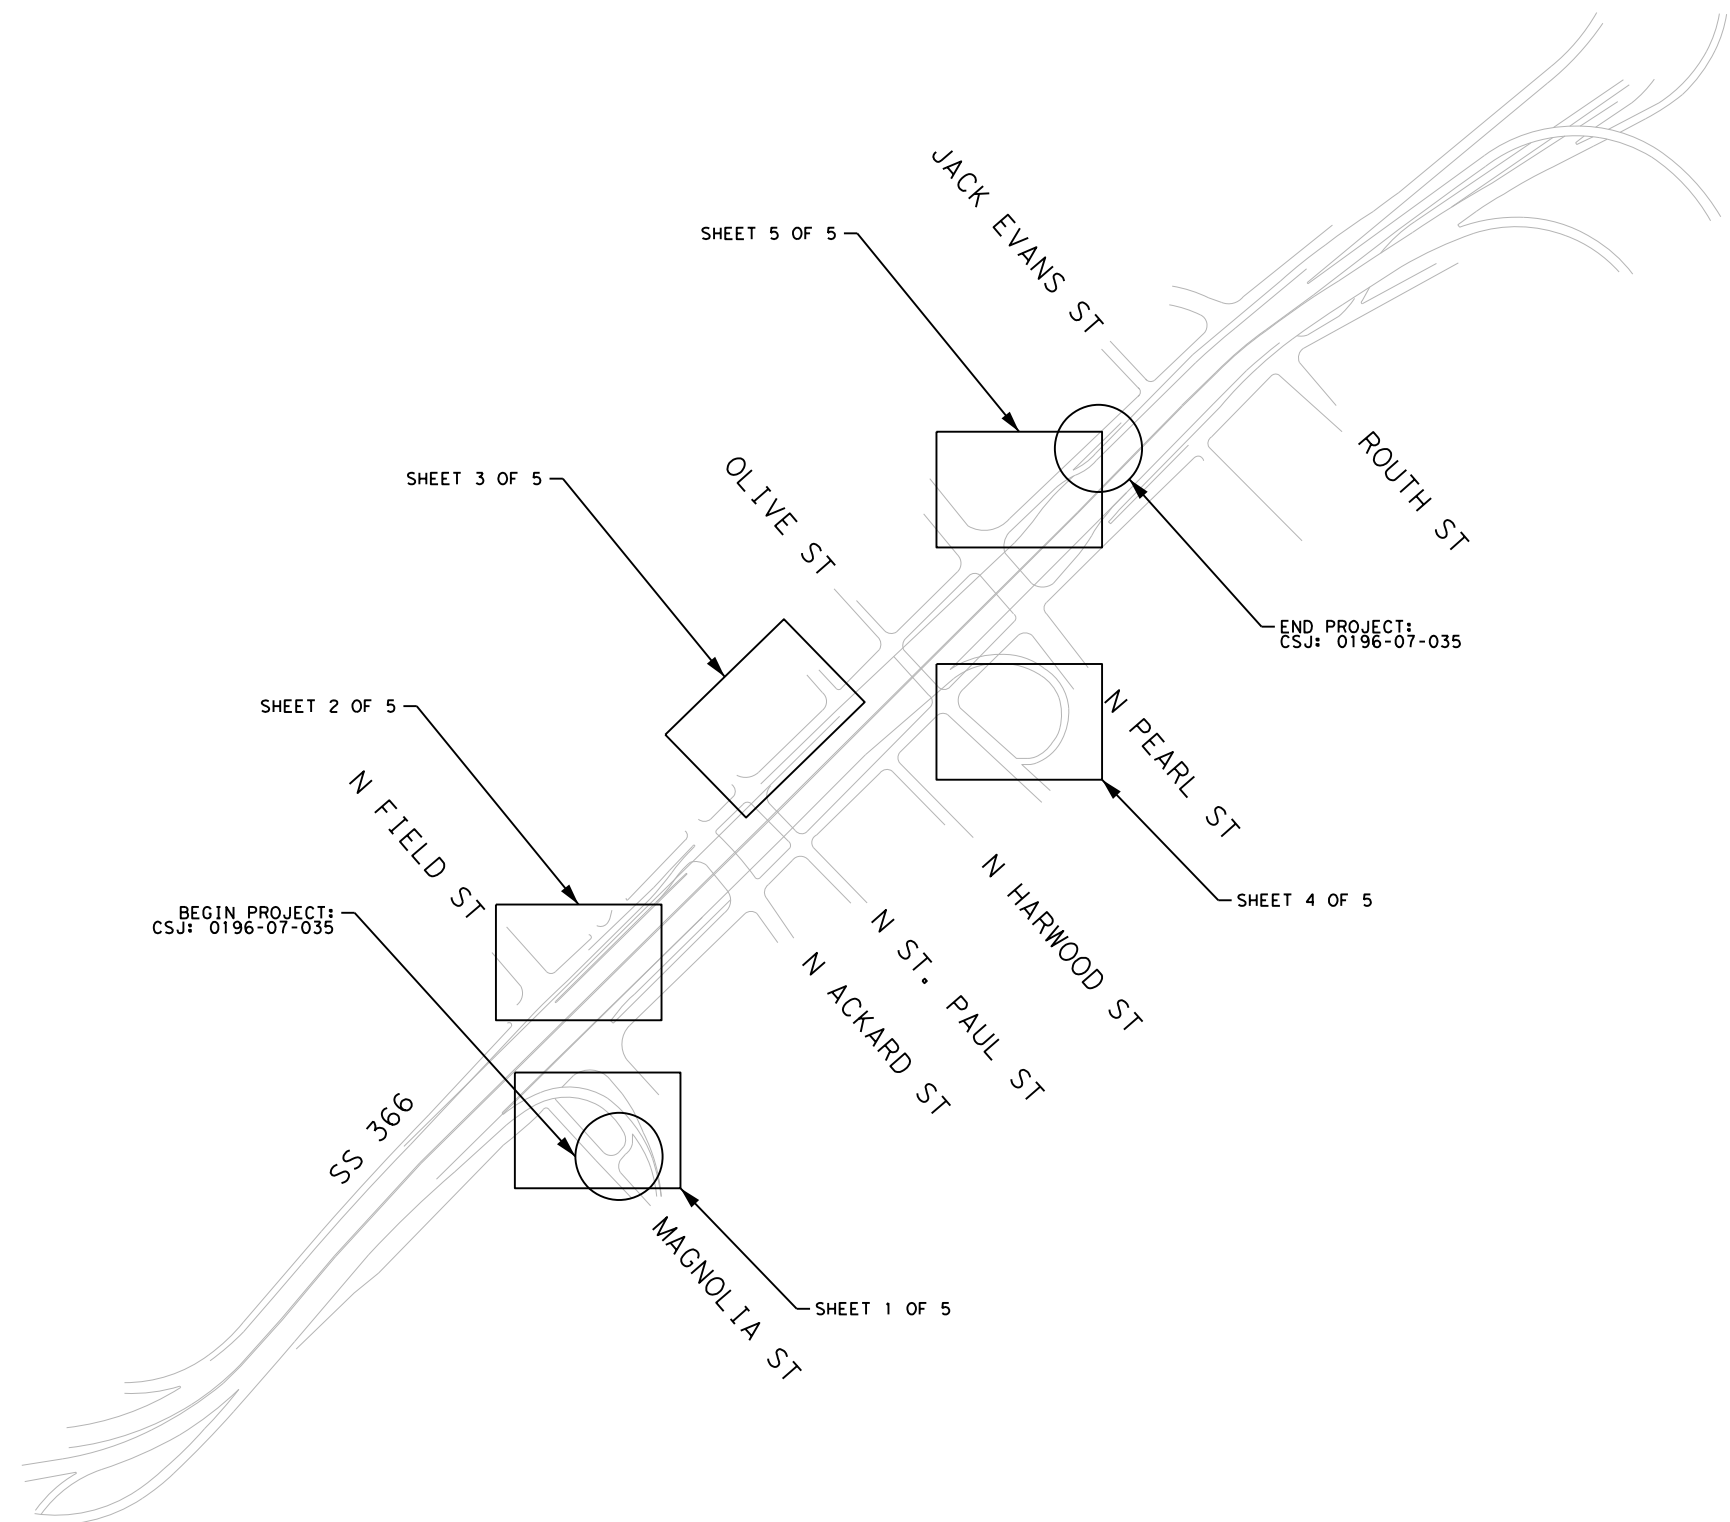 JACK EVANS ST
SHEET 5 OF 5
ROUTH ST
OLIVE ST
SHEET 3 OF 5
END PROJECT:
CSJ: 0196-07-035
SHEET 2 OF 5
N PEARL ST
N FIELD ST
SHEET 4 OF 5
N HARWOOD ST
BEGIN PROJECT:
CSJ: 0196-07-035
N ST. PAUL ST
N ACKARD ST
SS 366
MAGNOLIA ST
SHEET 1 OF 5